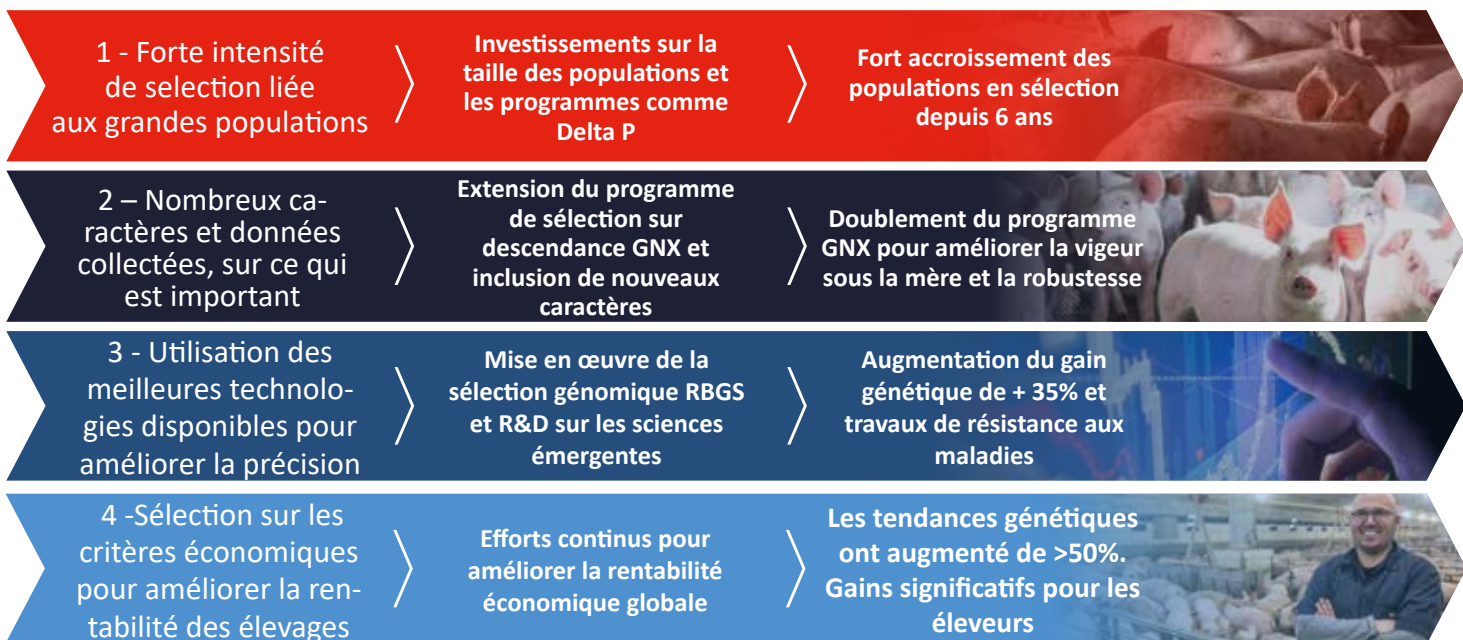 1 - Forte intensité
de selection liée
aux grandes populations
Investissements sur la
taille des populations et
les programmes comme
Delta P
Fort accroissement des
populations en sélection
depuis 6 ans
2 – Nombreux ca-
ractères et données
collectées, sur ce qui
est important
Extension du programme
de sélection sur
descendance GNX et
inclusion de nouveaux
caractères
Doublement du programme
GNX pour améliorer la vigeur
sous la mère et la robustesse
3 - Utilisation des
meilleures technolo-
gies disponibles pour
améliorer la précision
Mise en œuvre de la
sélection génomique RBGS
et R&D sur les sciences
émergentes
Augmentation du gain
génétique de + 35% et
travaux de résistance aux
maladies
4 -Sélection sur les
critères économiques
pour améliorer la ren-
tabilité des élevages
Efforts continus pour
améliorer la rentabilité
économique globale
Les tendances génétiques
ont augmenté de >50%.
Gains significatifs pour les
éleveurs